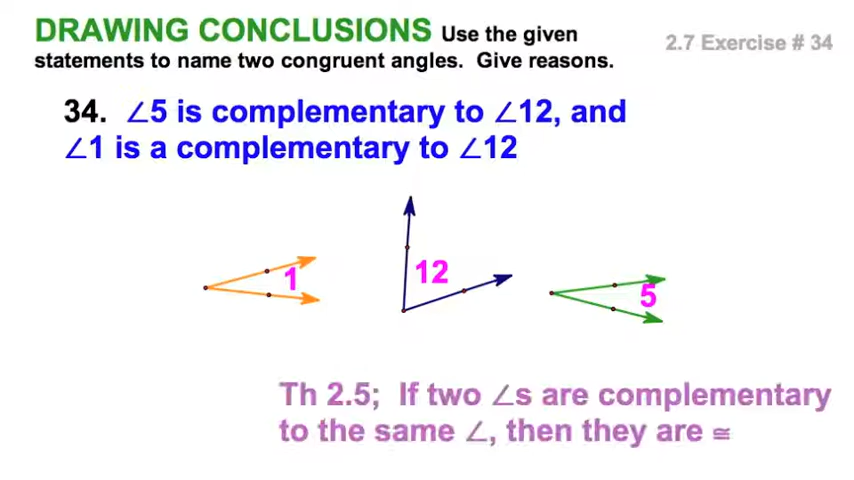 DRAWING CONCLUSIONS Use the given
statements to name two congruent angles. Give reasons.
2.7 Exercise # 34
34. ∠5 is complementary to ∠12, and
∠1 is a complementary to ∠12
1
12
5
Th 2.5; If two ∠s are complementary
to the same ∠, then they are ≅